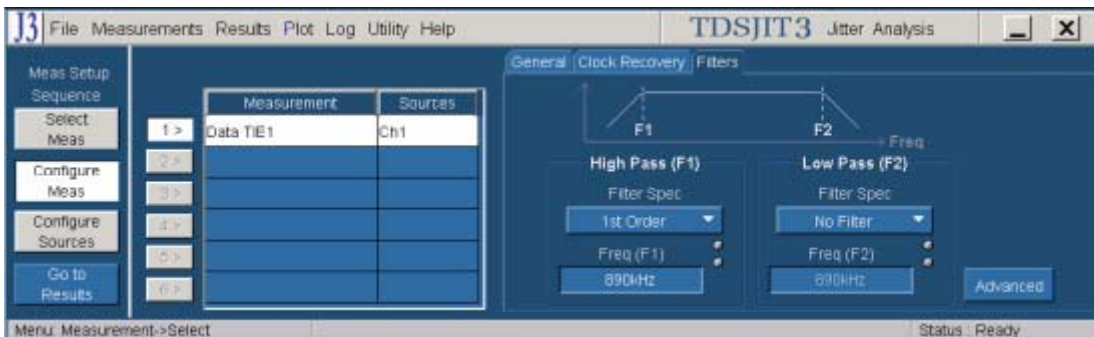 J3 File Measurements Results Plot Log Utility Help TDSJIT3 Jitter Analysis
Meas Setup
Sequence
Select
Meas
Configure
Meas
Configure
Sources
Go to
Results
Measurement Sources
1 > Data TIE1 Ch1
2 >
3 >
4 >
5 >
6 >
General Clock Recovery Filters
F1 F2
Freq
High Pass (F1) Low Pass (F2)
Filter Spec Filter Spec
1st Order No Filter
Freq (F1) Freq (F2)
890kHz 890kHz
Advanced
Menu: Measurement->Select Status : Ready